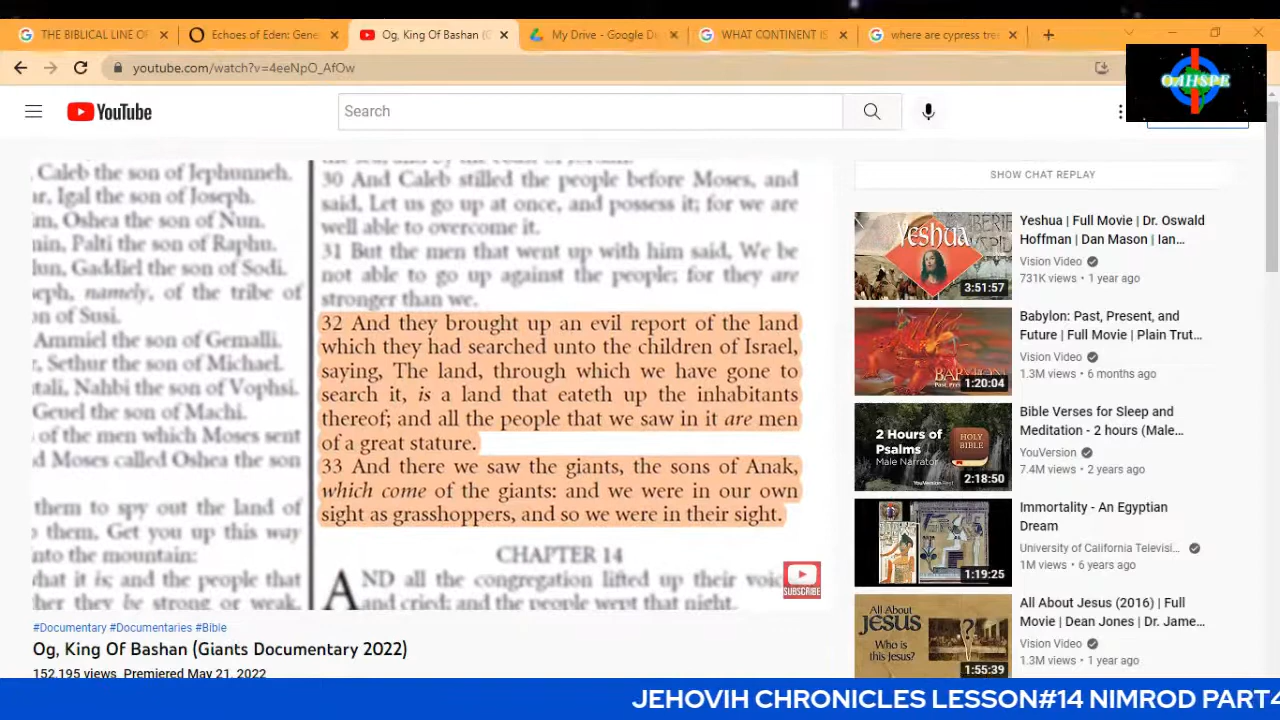 THE BIBLICAL LINE OF
Echoes of Eden: Gene
Og, King Of Bashan (G
My Drive - Google Dr
WHAT CONTINENT IS
where are cypress tre
youtube.com/watch?v=4eeNpO_AfOw
OAHSPE
YouTube
Search
SHOW CHAT REPLAY
, Caleb the son of Jephunneh.
ar, Igal the son of Joseph.
im, Oshea the son of Nun.
min, Palti the son of Raphu.
lun, Gaddiel the son of Sodi.
seph, namely, of the tribe of
on of Susi.
Ammiel the son of Gemalli.
r, Sethur the son of Michael.
tali, Nahbi the son of Vophsi.
Geuel the son of Machi.
of the men which Moses sent
d Moses called Oshea the son
them to spy out the land of
them, Get you up this way
nto the mountain:
hat it is; and the people that
her they be strong or weak,
30 And Caleb stilled the people before Moses, and
said, Let us go up at once, and possess it; for we are
well able to overcome it.
31 But the men that went up with him said, We be
not able to go up against the people; for they are
stronger than we.
32 And they brought up an evil report of the land
which they had searched unto the children of Israel,
saying, The land, through which we have gone to
search it, is a land that eateth up the inhabitants
thereof; and all the people that we saw in it are men
of a great stature.
33 And there we saw the giants, the sons of Anak,
which come of the giants: and we were in our own
sight as grasshoppers, and so we were in their sight.
CHAPTER 14
AND all the congregation lifted up their voic
and cried; and the people wept that night.
SUBSCRIBE
#Documentary #Documentaries #Bible
Og, King Of Bashan (Giants Documentary 2022)
152,195 views Premiered May 21, 2022
Yeshua
3:51:57
Yeshua | Full Movie | Dr. Oswald
Hoffman | Dan Mason | Ian...
Vision Video
731K views • 1 year ago
BABYLON
1:20:04
Babylon: Past, Present, and
Future | Full Movie | Plain Trut...
Vision Video
1.3M views • 6 months ago
2 Hours of
Psalms
Male Narrator
HOLY
BIBLE
2:18:50
Bible Verses for Sleep and
Meditation - 2 hours (Male...
YouVersion
7.4M views • 2 years ago
1:19:25
Immortality - An Egyptian
Dream
University of California Televisi...
1M views • 6 years ago
All About
JESUS
Who is
this Jesus?
1:55:39
All About Jesus (2016) | Full
Movie | Dean Jones | Dr. Jame...
Vision Video
1.3M views • 1 year ago
JEHOVIH CHRONICLES LESSON#14 NIMROD PART4